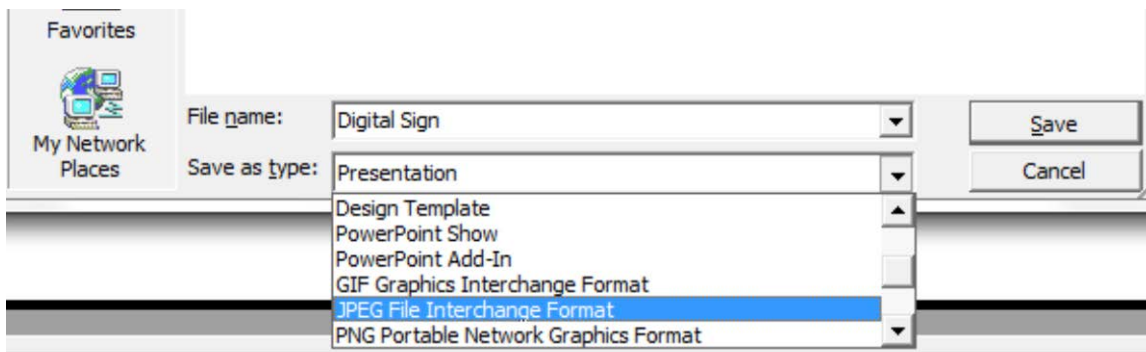 Favorites
My Network
Places
File name:
Digital Sign
Save
Save as type:
Presentation
Cancel
Design Template
PowerPoint Show
PowerPoint Add-In
GIF Graphics Interchange Format
JPEG File Interchange Format
PNG Portable Network Graphics Format